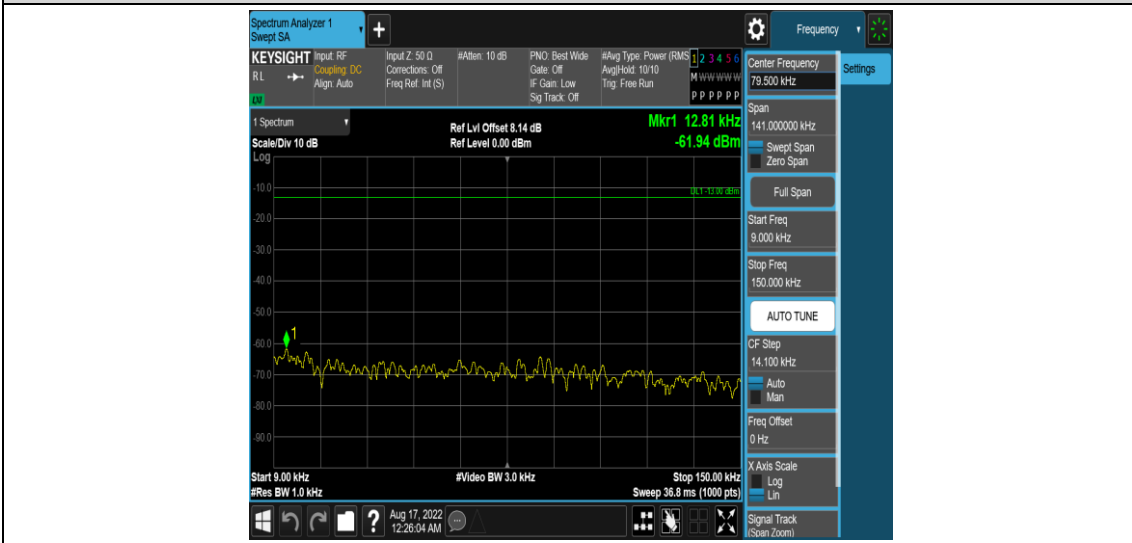 Spectrum Analyzer 1
Swept SA
+
Frequency
KEYSIGHT
RL
LXI
Input: RF
Coupling: DC
Align: Auto
Input Z: 50 Ω
Corrections: Off
Freq Ref: Int (S)
#Atten: 10 dB
PNO: Best Wide
Gate: Off
IF Gain: Low
Sig Track: Off
#Avg Type: Power (RMS
Avg|Hold: 10/10
Trig: Free Run
1 2 3 4 5 6
M W W W W W
P P P P P P
1 Spectrum
Scale/Div 10 dB
Log
Ref Lvl Offset 8.14 dB
Ref Level 0.00 dBm
Mkr1 12.81 kHz
-61.94 dBm
DL1 -13.00 dBm
-10.0
-20.0
-30.0
-40.0
-50.0
-60.0
-70.0
-80.0
-90.0
1
Start 9.00 kHz
#Res BW 1.0 kHz
#Video BW 3.0 kHz
Stop 150.00 kHz
Sweep 36.8 ms (1000 pts)
?
Aug 17, 2022
12:26:04 AM
Center Frequency
79.500 kHz
Span
141.000000 kHz
Swept Span
Zero Span
Full Span
Start Freq
9.000 kHz
Stop Freq
150.000 kHz
AUTO TUNE
CF Step
14.100 kHz
Auto
Man
Freq Offset
0 Hz
X Axis Scale
Log
Lin
Signal Track
(Span Zoom)
Settings